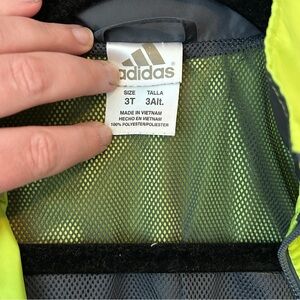 adidas
SIZE TALLA
3T 3Alt.
MADE IN VIETNAM
HECHO EN VIETNAM
100% POLYESTER/POLIESTER